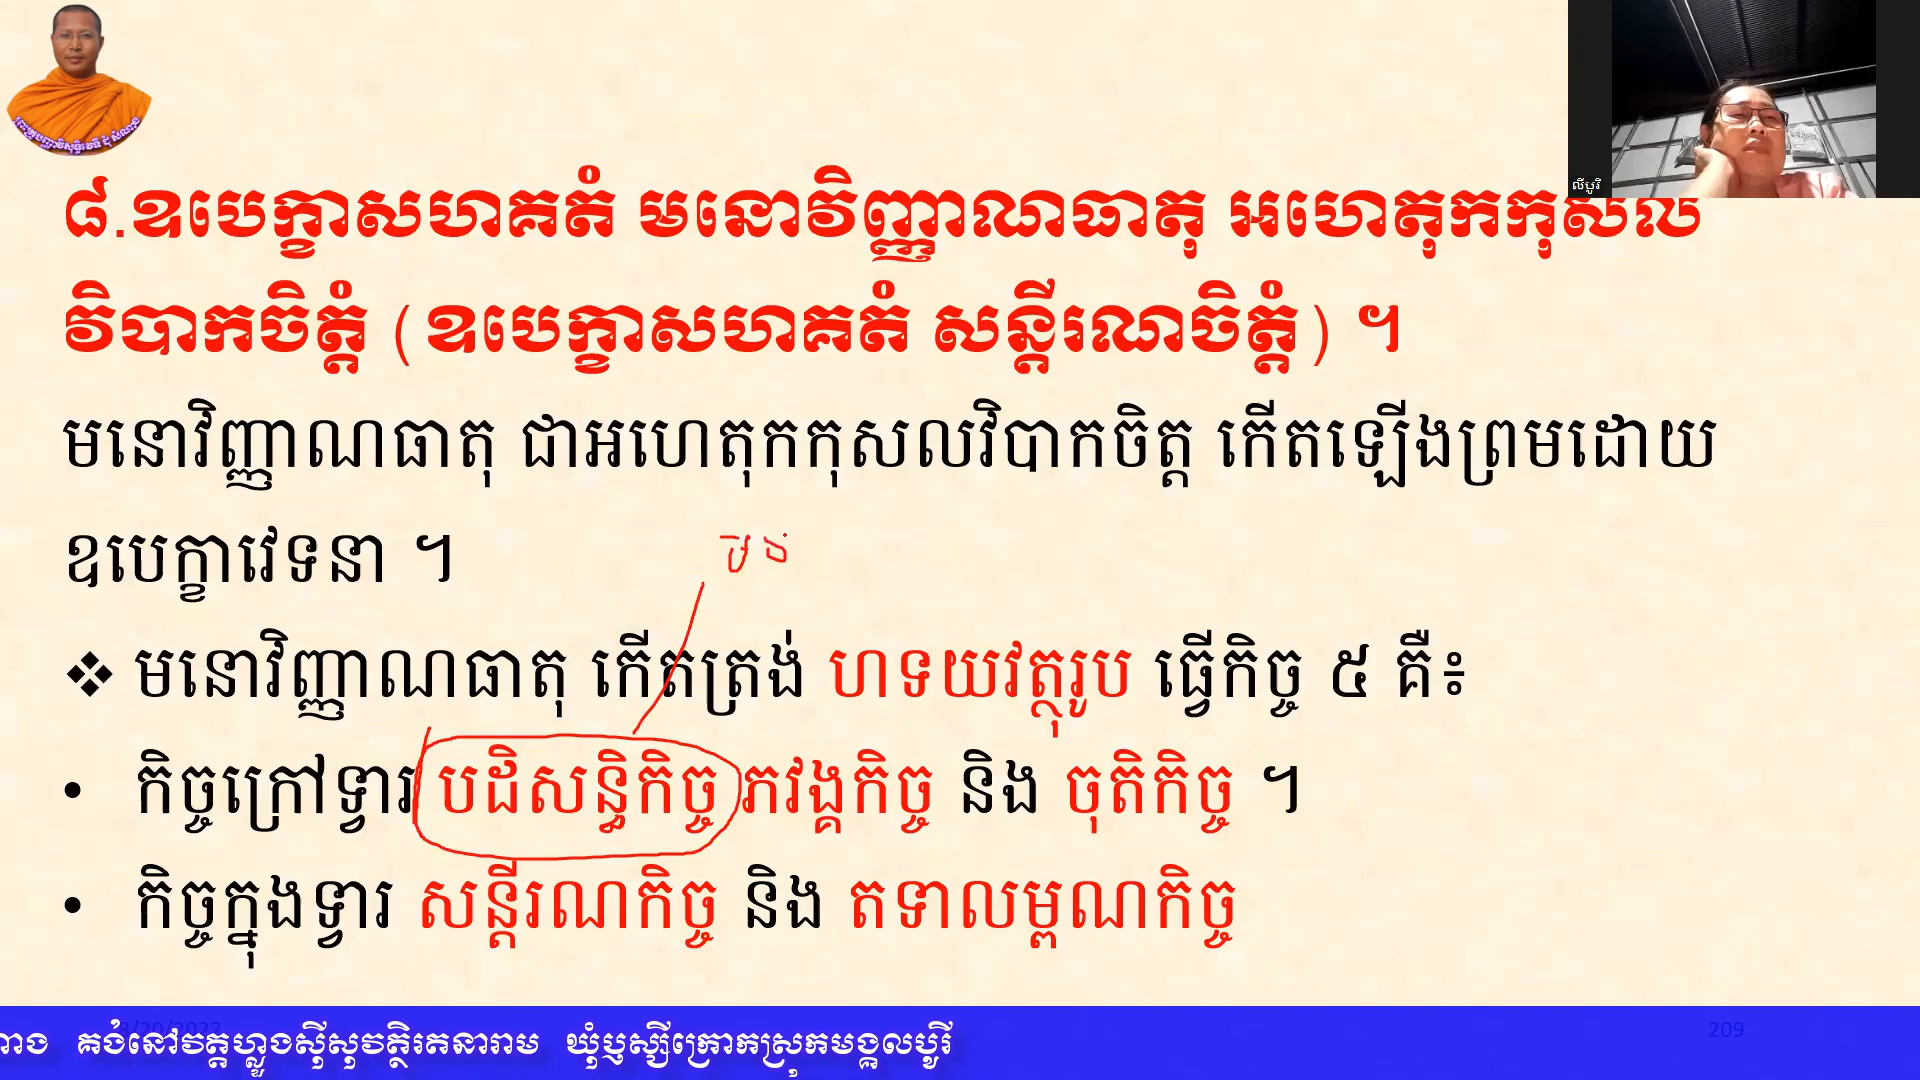 ៨.ឧបេក្ខាសហគតំ មនោវិញ្ញាណធាតុ អហេតុកកុសល
វិបាកចិត្តំ (ឧបេក្ខាសហគតំ សន្តីរណចិត្តំ) ។
មនោវិញ្ញាណធាតុ ជាអហេតុកកុសលវិបាកចិត្ត កើតឡើងព្រមដោយ
ឧបេក្ខាវេទនា ។
❖ មនោវិញ្ញាណធាតុ កើតត្រង់ ហទយវត្ថុរូប ធ្វើកិច្ច ៥ គឺ៖
• កិច្ចក្រៅទ្វារ បដិសន្ធិកិច្ច ភវង្គកិច្ច និង ចុតិកិច្ច ។
• កិច្ចក្នុងទ្វារ សន្តីរណកិច្ច និង តទាលម្ពណកិច្ច
គង់នៅវត្តហ្លួងស៊ីសុវត្ថិរតនារាម ឃុំឫស្សីក្រោកស្រុកមង្គលបូរី
209
លីបូរី